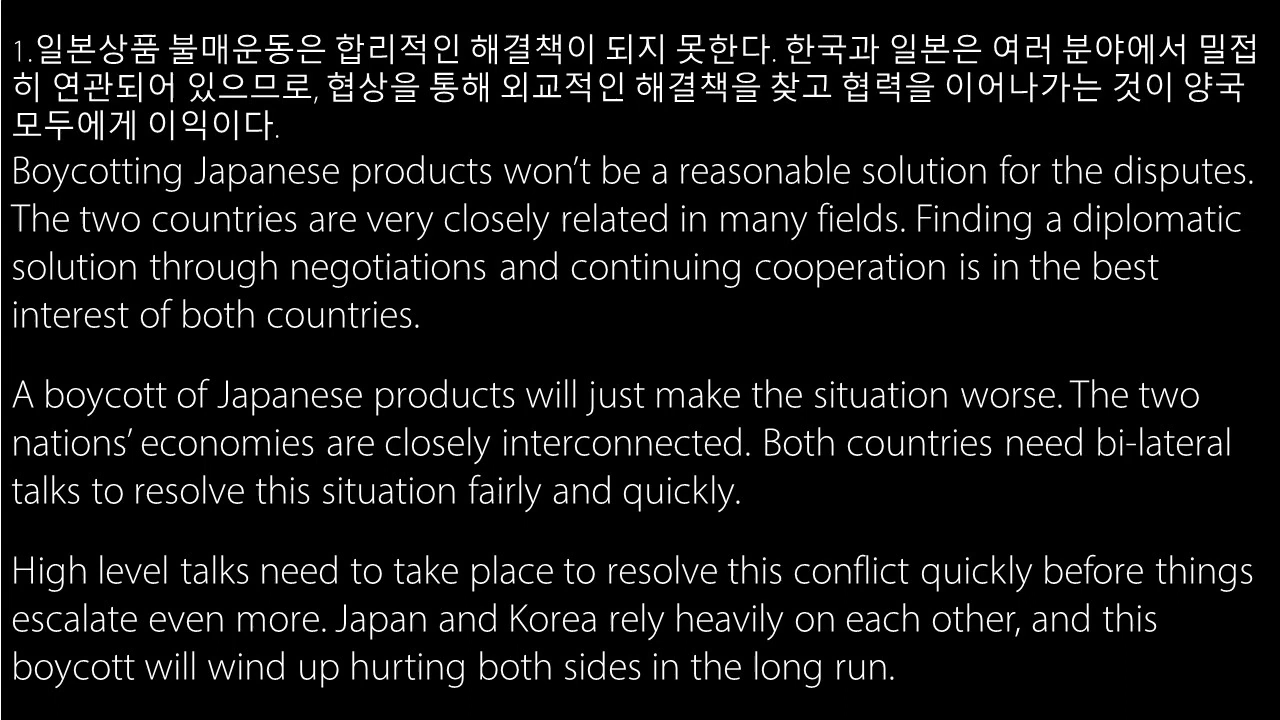 1.일본상품 불매운동은 합리적인 해결책이 되지 못한다. 한국과 일본은 여러 분야에서 밀접
히 연관되어 있으므로, 협상을 통해 외교적인 해결책을 찾고 협력을 이어나가는 것이 양국
모두에게 이익이다.
Boycotting Japanese products won’t be a reasonable solution for the disputes.
The two countries are very closely related in many fields. Finding a diplomatic
solution through negotiations and continuing cooperation is in the best
interest of both countries.
A boycott of Japanese products will just make the situation worse. The two
nations’ economies are closely interconnected. Both countries need bi-lateral
talks to resolve this situation fairly and quickly.
High level talks need to take place to resolve this conflict quickly before things
escalate even more. Japan and Korea rely heavily on each other, and this
boycott will wind up hurting both sides in the long run.